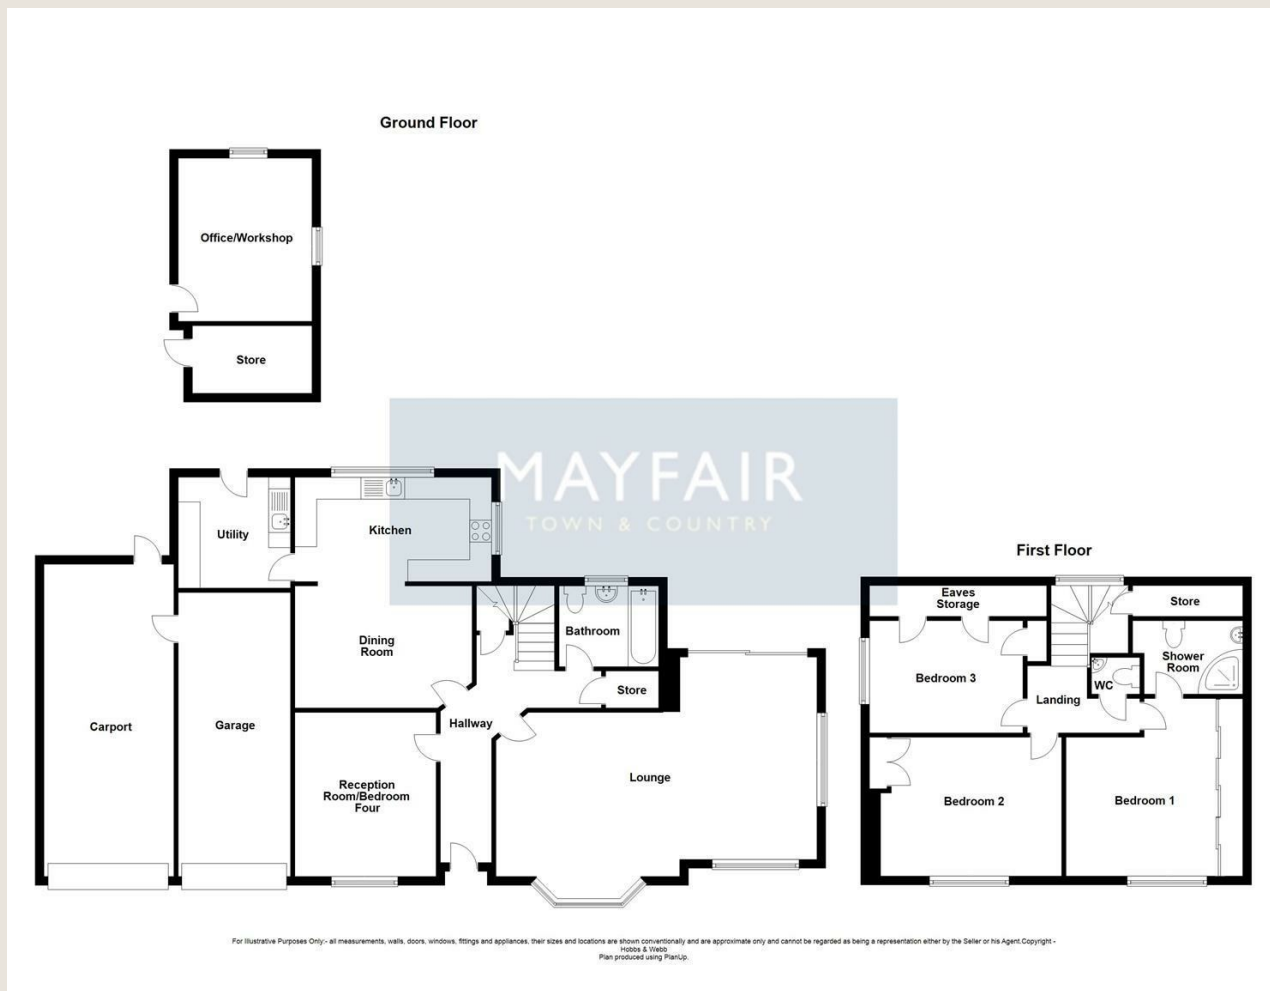 Ground Floor
Office/Workshop
Store
MAYFAIR
TOWN & COUNTRY
Utility
Kitchen
Bathroom
Dining
Room
Store
Hallway
Carport
Garage
Reception
Room/Bedroom
Four
Lounge
First Floor
Eaves
Storage
Store
Shower
Room
Bedroom 3
WC
Landing
Bedroom 2
Bedroom 1
For Illustrative Purposes Only:- all measurements, walls, doors, windows, fittings and appliances, their sizes and locations are shown conventionally and are approximate only and cannot be regarded as being a representation either by the Seller or his Agent.Copyright -
Hobbs & Webb
Plan produced using PlanUp.